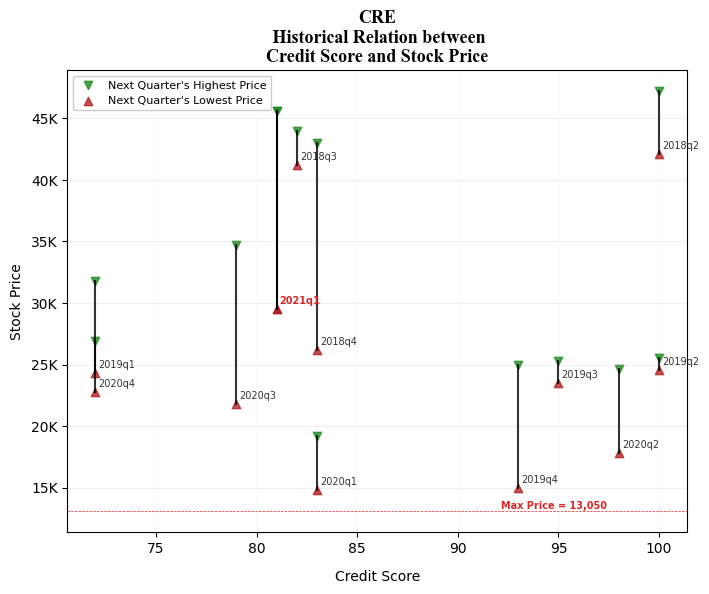 CRE
Historical Relation between
Credit Score and Stock Price
Next Quarter's Highest Price
Next Quarter's Lowest Price
Stock Price
45K
40K
35K
30K
25K
20K
15K
2018q2
2018q3
2021q1
2018q4
2019q1
2019q2
2020q4
2019q3
2020q3
2020q2
2020q1
2019q4
Max Price = 13,050
75
80
85
90
95
100
Credit Score